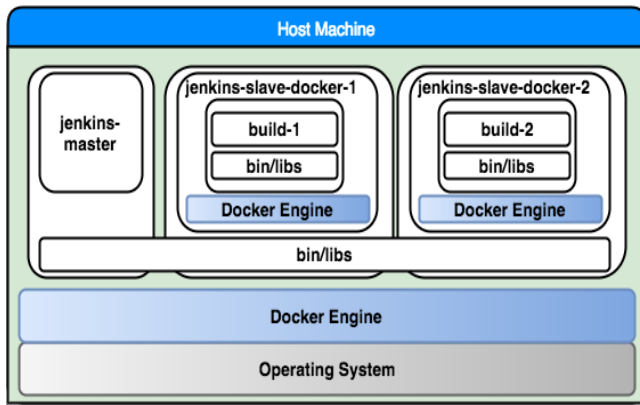 Host Machine
jenkins-
master
jenkins-slave-docker-1
build-1
bin/libs
Docker Engine
jenkins-slave-docker-2
build-2
bin/libs
Docker Engine
bin/libs
Docker Engine
Operating System